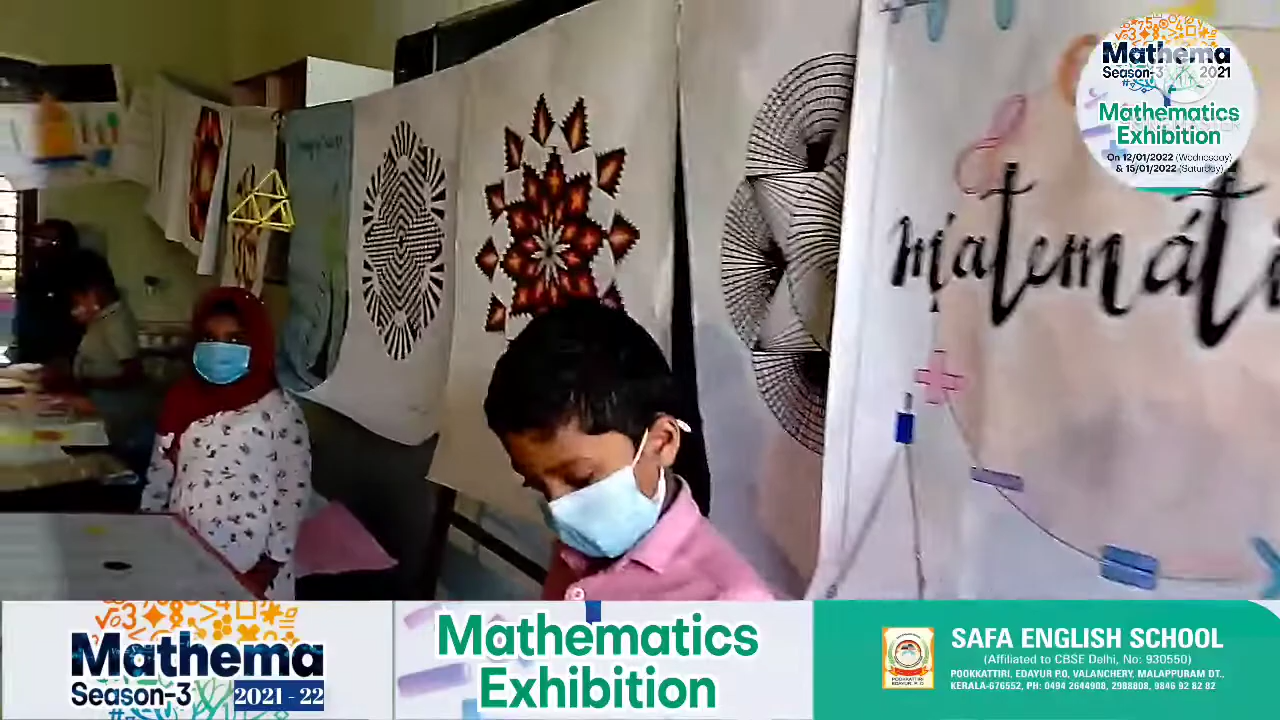 Mathema
Season-3 2021
Mathematics
Exhibition
On 12/01/2022 (Wednesday)
& 15/01/2022 (Saturday)
matemáti
Mathema
Season-3 2021 - 22
Mathematics
Exhibition
SAFA ENGLISH SCHOOL
(Affiliated to CBSE Delhi, No: 930550)
POOKKATTIRI, EDAYUR P.O, VALANCHERY, MALAPPURAM DT.,
KERALA-676552, PH: 0494 2644908, 2988808, 9846 92 82 82